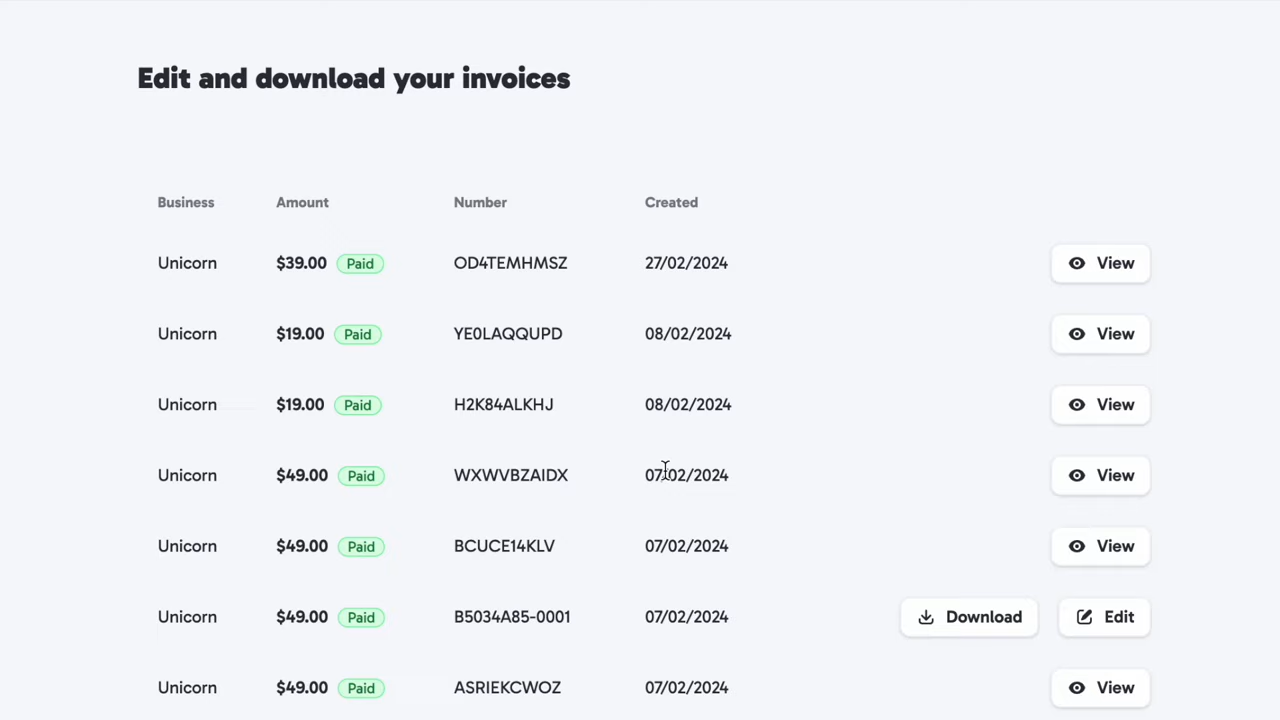 Edit and download your invoices
Business Amount Number Created
Unicorn $39.00 Paid OD4TEMHMSZ 27/02/2024 View
Unicorn $19.00 Paid YE0LAQQUPD 08/02/2024 View
Unicorn $19.00 Paid H2K84ALKHJ 08/02/2024 View
Unicorn $49.00 Paid WXWVBZAIDX 07/02/2024 View
Unicorn $49.00 Paid BCUCE14KLV 07/02/2024 View
Unicorn $49.00 Paid B5034A85-0001 07/02/2024 Download Edit
Unicorn $49.00 Paid ASRIEKCWOZ 07/02/2024 View